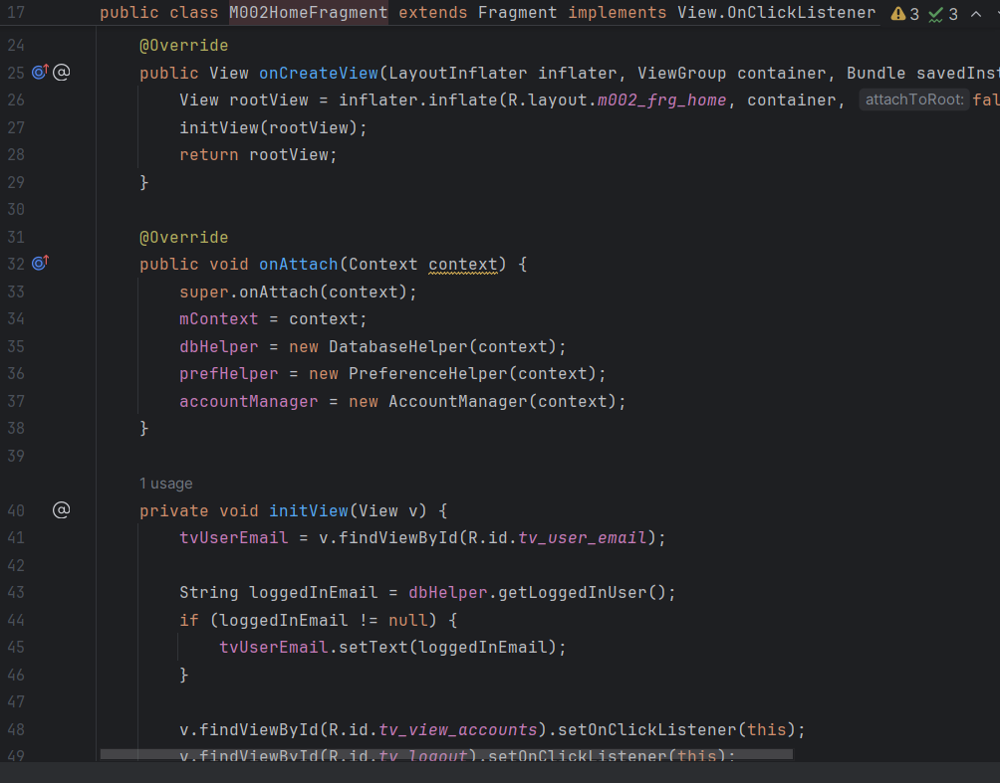 17 public class M002HomeFragment extends Fragment implements View.OnClickListener 3 3
24 @Override
25 public View onCreateView(LayoutInflater inflater, ViewGroup container, Bundle savedInst
26 View rootView = inflater.inflate(R.layout.m002_frg_home, container, attachToRoot: fal
27 initView(rootView);
28 return rootView;
29 }
30
31 @Override
32 public void onAttach(Context context) {
33 super.onAttach(context);
34 mContext = context;
35 dbHelper = new DatabaseHelper(context);
36 prefHelper = new PreferenceHelper(context);
37 accountManager = new AccountManager(context);
38 }
39
1 usage
40 private void initView(View v) {
41 tvUserEmail = v.findViewById(R.id.tv_user_email);
42
43 String loggedInEmail = dbHelper.getLoggedInUser();
44 if (loggedInEmail != null) {
45 tvUserEmail.setText(loggedInEmail);
46 }
47
48 v.findViewById(R.id.tv_view_accounts).setOnClickListener(this);
49 v.findViewById(R.id.tv_logout).setOnClickListener(this);